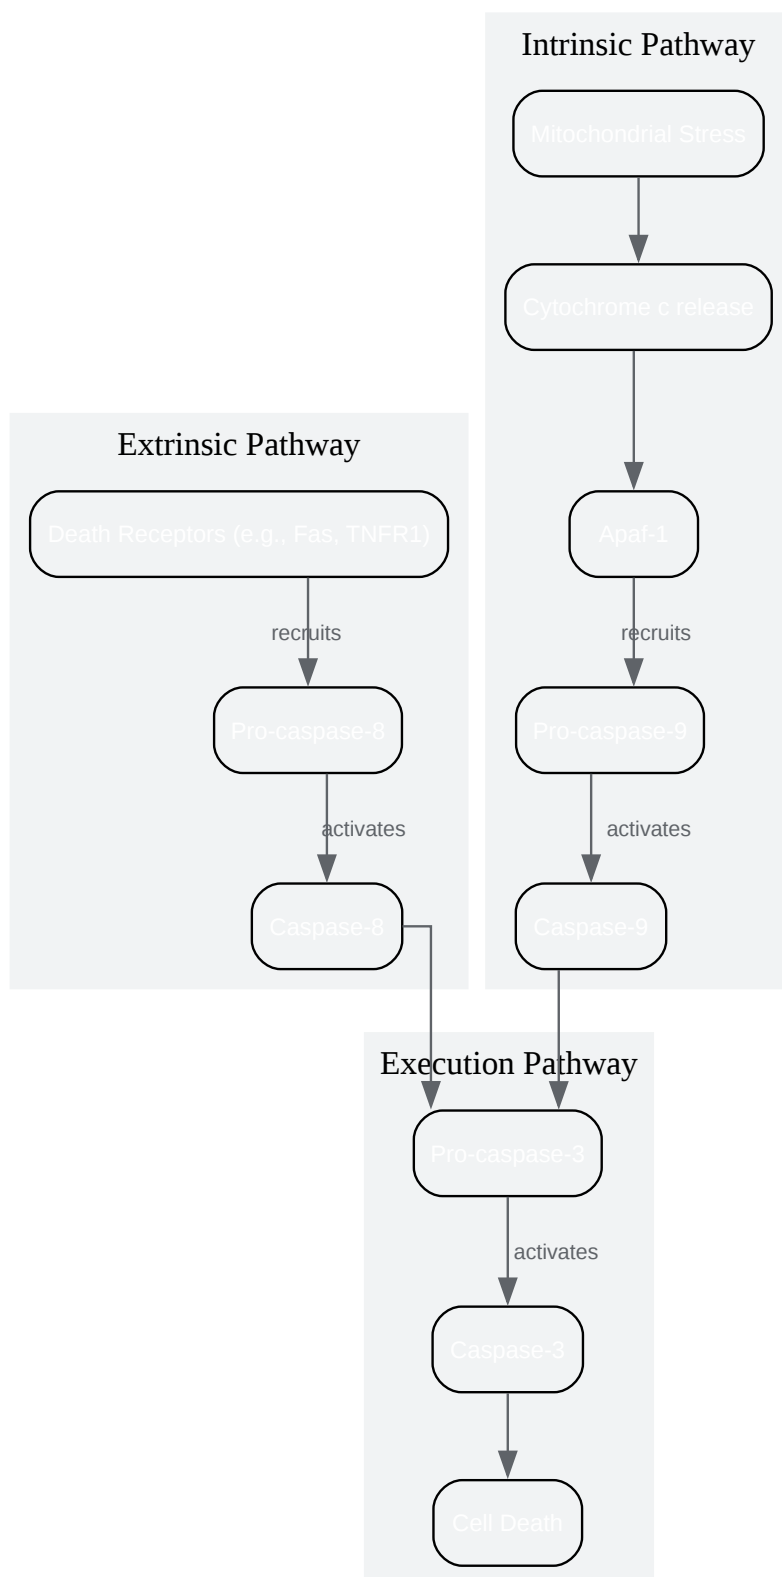 Intrinsic Pathway
Mitochondrial Stress
Cytochrome c release
Extrinsic Pathway
Death Receptors (e.g., Fas, TNFR1)
Apaf-1
recruits
recruits
Pro-caspase-8
Pro-caspase-9
activates
activates
Caspase-8
Caspase-9
Execution Pathway
Pro-caspase-3
activates
Caspase-3
Cell Death